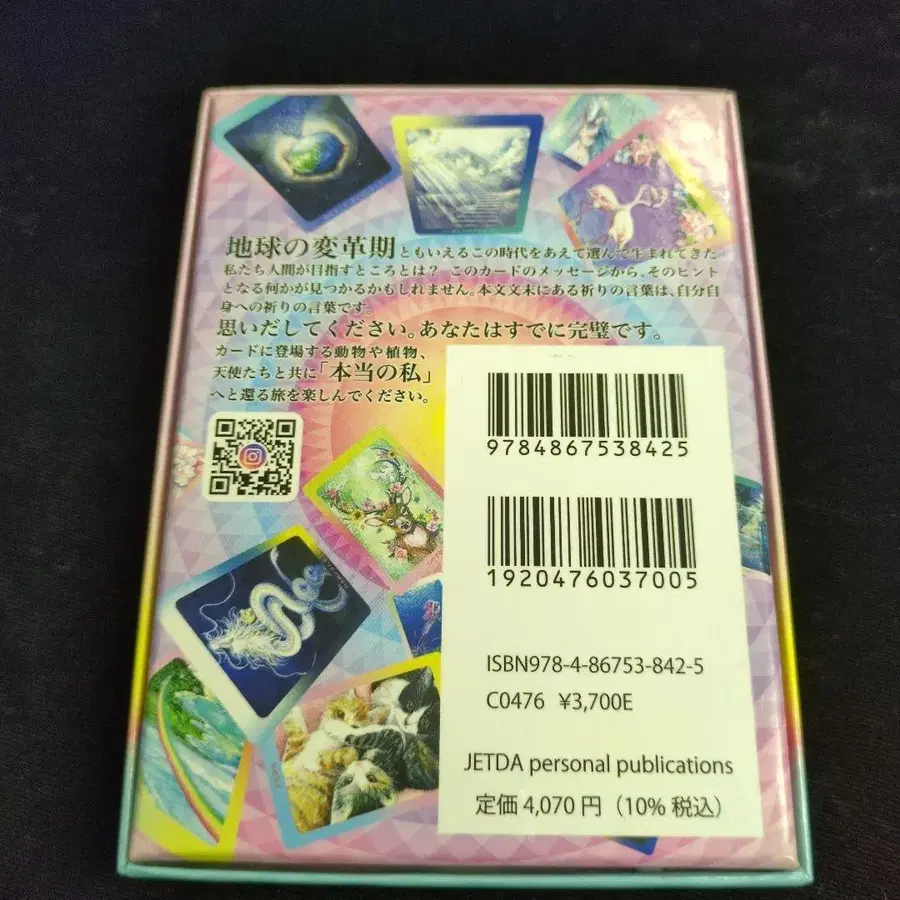 地球の変革期ともいえるこの時代をあえて選んで生まれてきた
私たち人間が目指すところとは? このカードのメッセージから、そのヒント
となる何かが見つかるかもしれません。本文文末にある祈りの言葉は、自分自
身への祈りの言葉です。
思いだしてください。あなたはすでに完璧です。
カードに登場する動物や植物、
天使たちと共に「本当の私」
へと還る旅を楽しんでください。
9784867538425
1920476037005
ISBN978-4-86753-842-5
C0476 ¥3,700E
JETDA personal publications
定価 4,070 円（10% 税込）